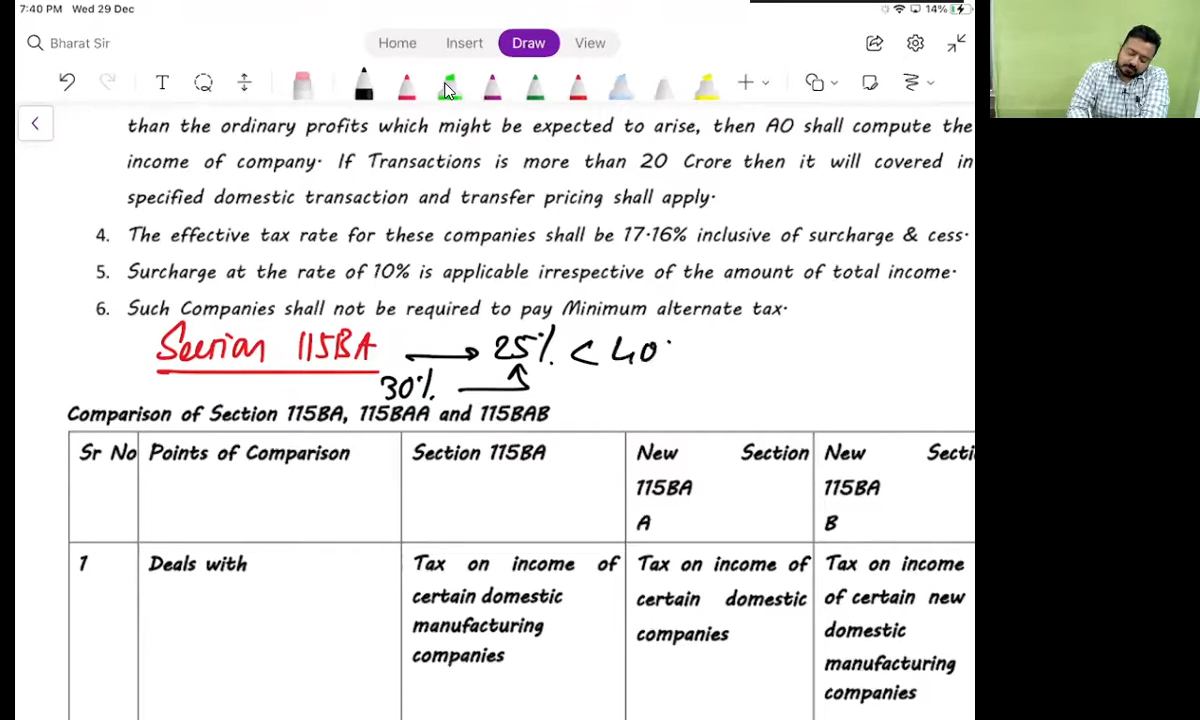 7:40 PM Wed 29 Dec
14%
Bharat Sir
Home Insert Draw View
T
than the ordinary profits which might be expected to arise, then AO shall compute the
income of company. If Transactions is more than 20 Crore then it will covered in
specified domestic transaction and transfer pricing shall apply.
4. The effective tax rate for these companies shall be 17.16% inclusive of surcharge & cess.
5. Surcharge at the rate of 10% is applicable irrespective of the amount of total income.
6. Such Companies shall not be required to pay Minimum alternate tax.
Section 115BA → 25% < 40
30%
Comparison of Section 115BA, 115BAA and 115BAB
Sr No Points of Comparison Section 115BA New Section 115BA A New Secti 115BA B
1 Deals with Tax on income of certain domestic manufacturing companies Tax on income of certain domestic companies Tax on income of certain new domestic manufacturing companies